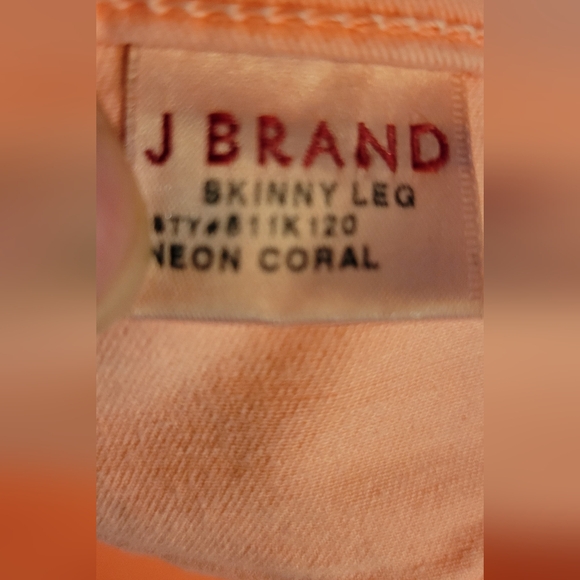 J BRAND
SKINNY LEG
STY#811K120
NEON CORAL